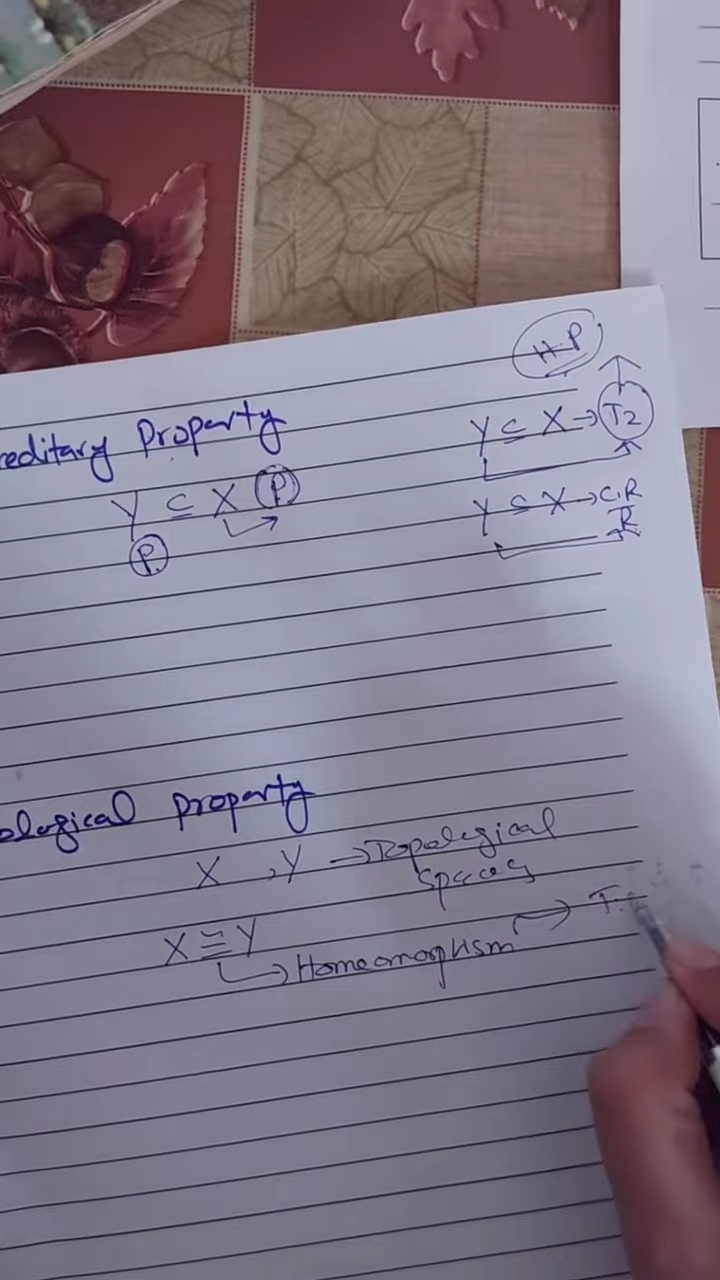 H.P
reditary Property
Y ⊆ X → T2
Y ⊆ X P
P.
Y ⊆ X → C.R
R
ological property
X , Y → Topological
Spaces
X ≅ Y
↳ Homeomorphism →